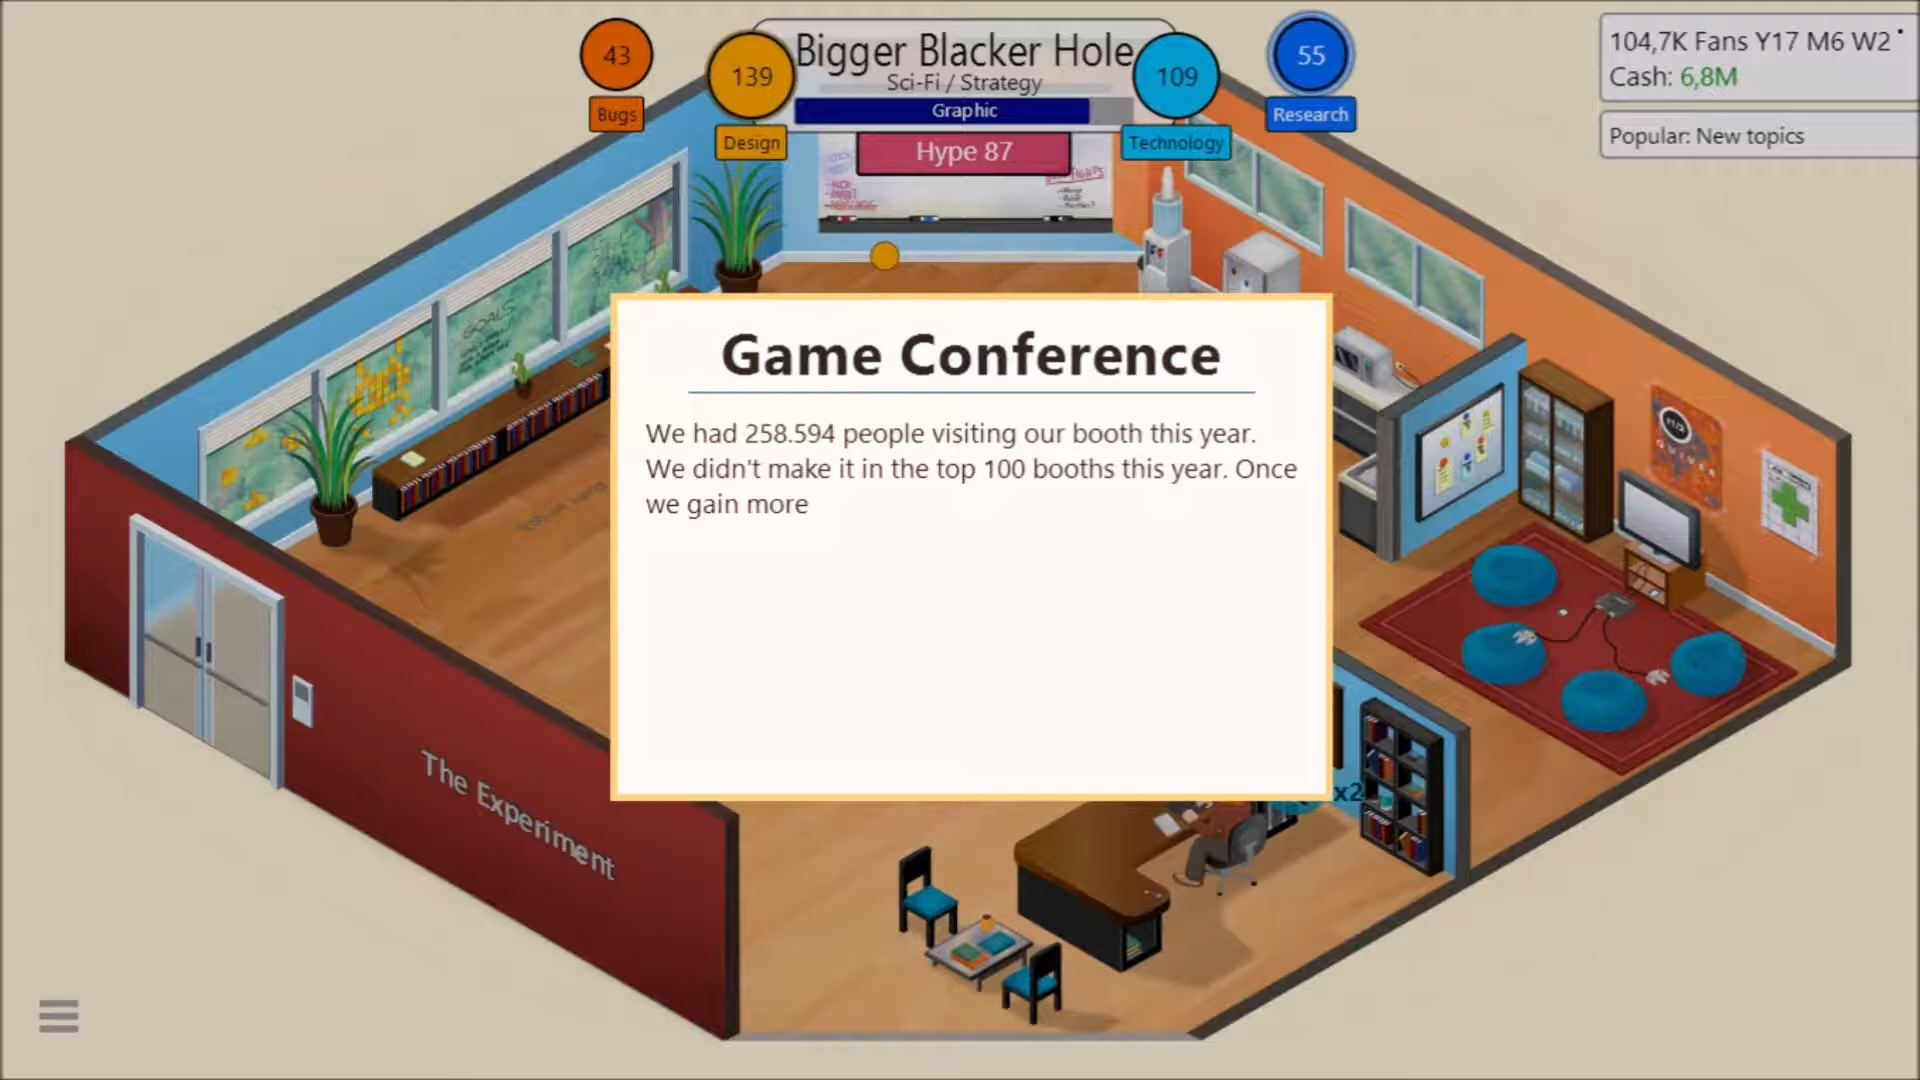 43
Bugs
139
Design
Bigger Blacker Hole
Sci-Fi / Strategy
Graphic
Hype 87
109
Technology
55
Research
104,7K Fans Y17 M6 W2
Cash: 6,8M
Popular: New topics
GOALS
Game Conference
We had 258.594 people visiting our booth this year.
We didn't make it in the top 100 booths this year. Once
we gain more
x2
The Experiment